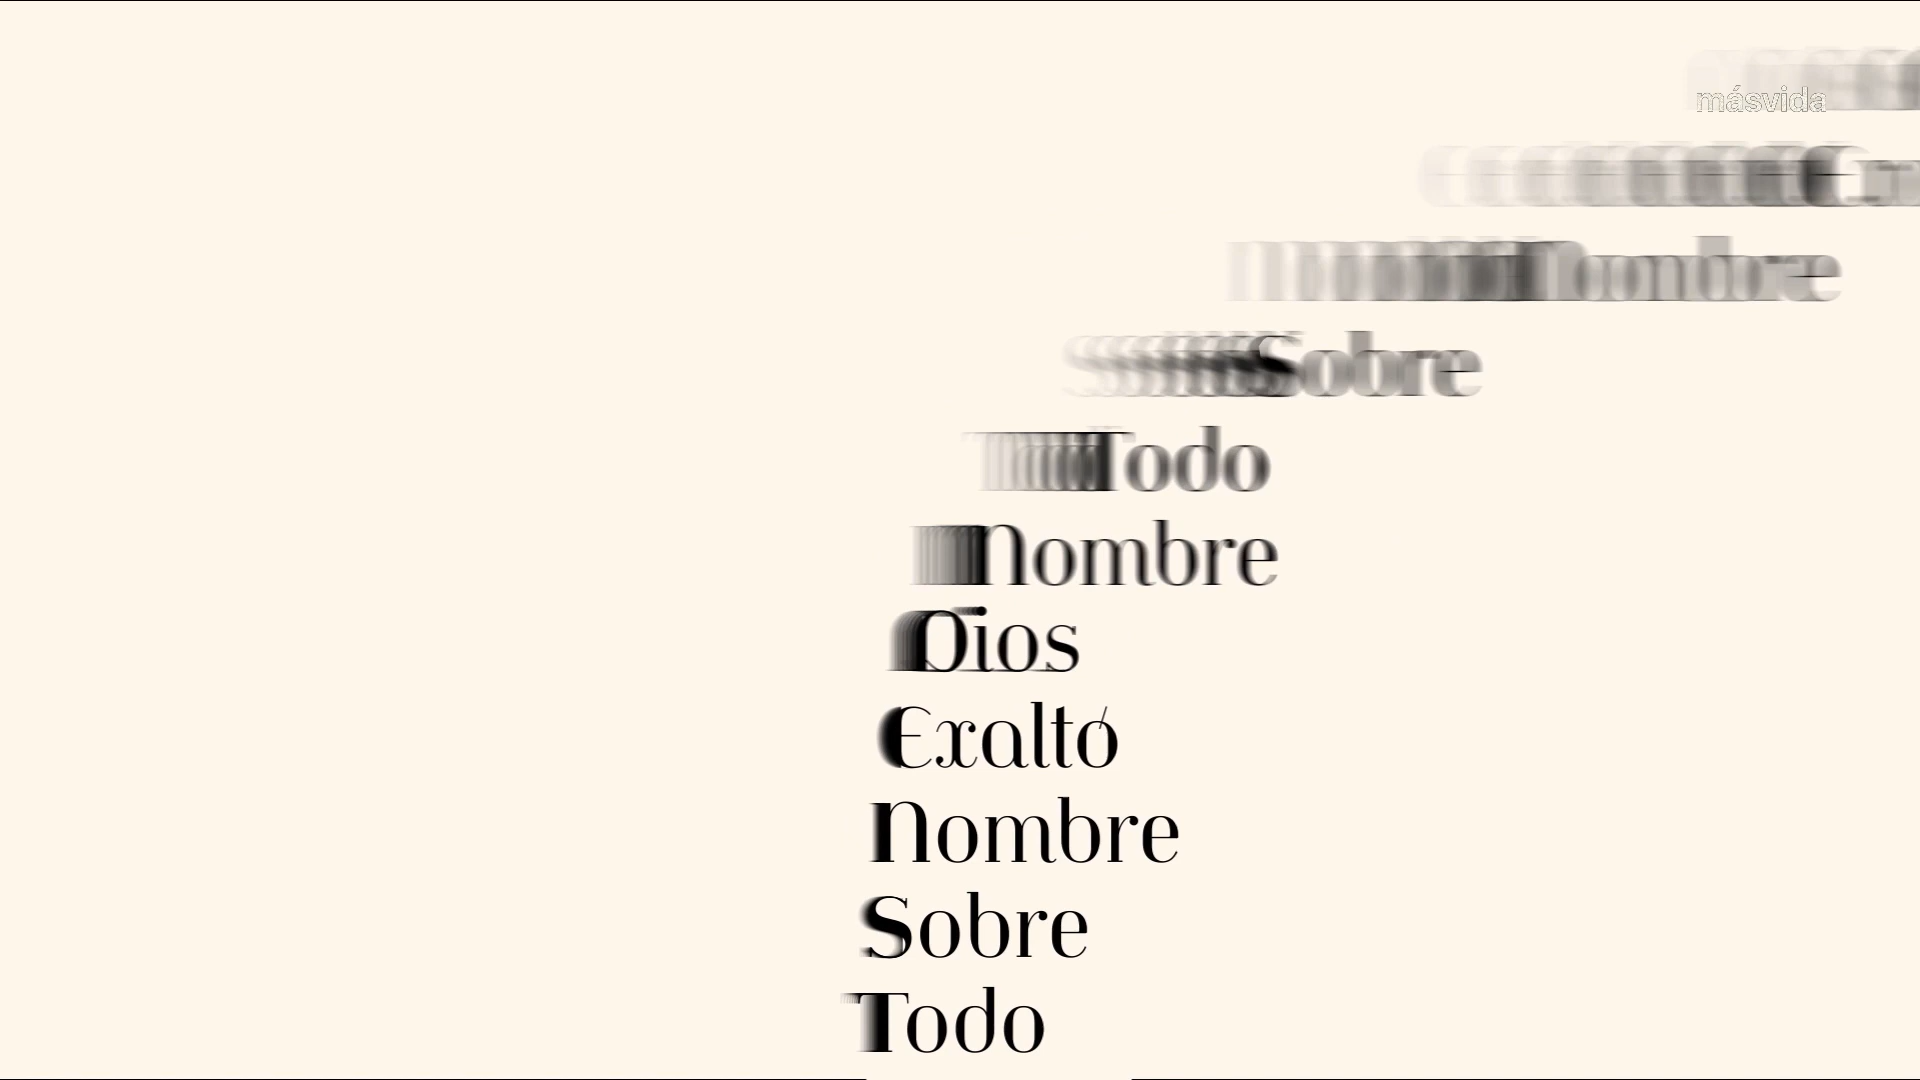 másvida
Nombre
Sobre
Todo
Nombre
Dios
Exaltó
Nombre
Sobre
Todo